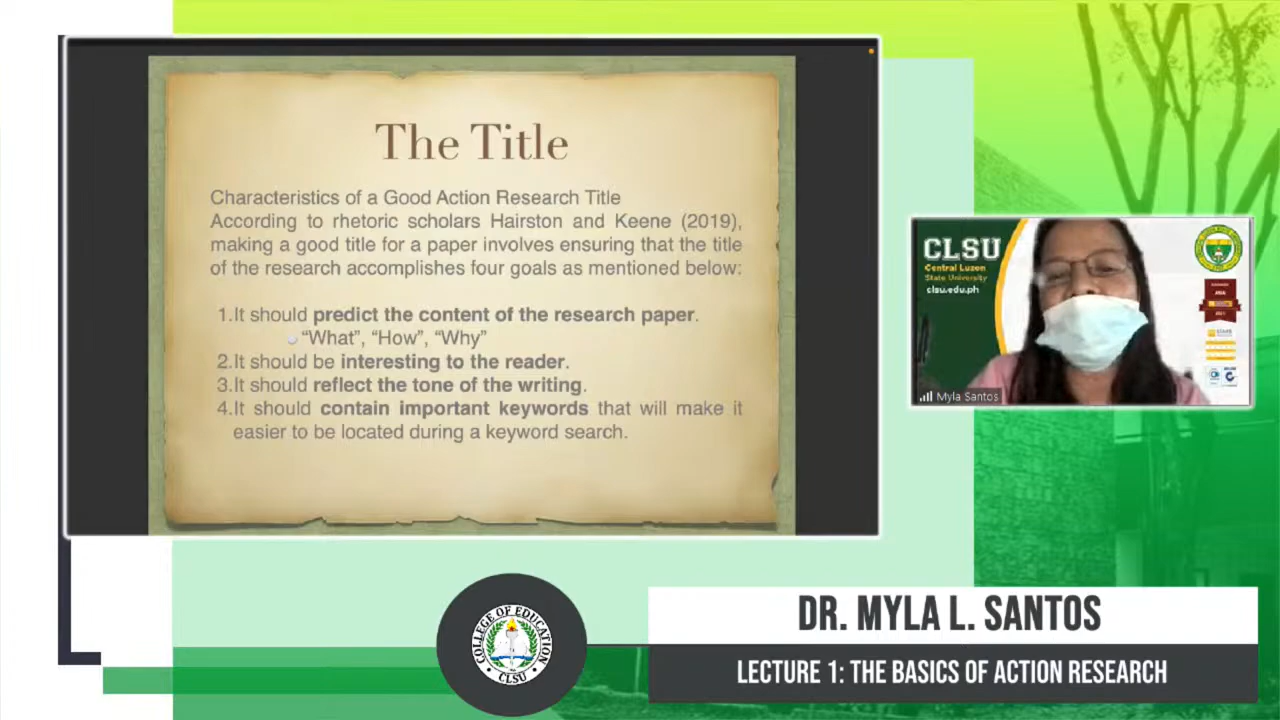 The Title
Characteristics of a Good Action Research Title
According to rhetoric scholars Hairston and Keene (2019),
making a good title for a paper involves ensuring that the title
of the research accomplishes four goals as mentioned below:
1.It should predict the content of the research paper.
“What”, “How”, “Why”
2.It should be interesting to the reader.
3.It should reflect the tone of the writing.
4.It should contain important keywords that will make it
easier to be located during a keyword search.
CLSU
Central Luzon
State University
clsu.edu.ph
Myla Santos
COLLEGE OF EDUCATION
CLSU
DR. MYLA L. SANTOS
LECTURE 1: THE BASICS OF ACTION RESEARCH